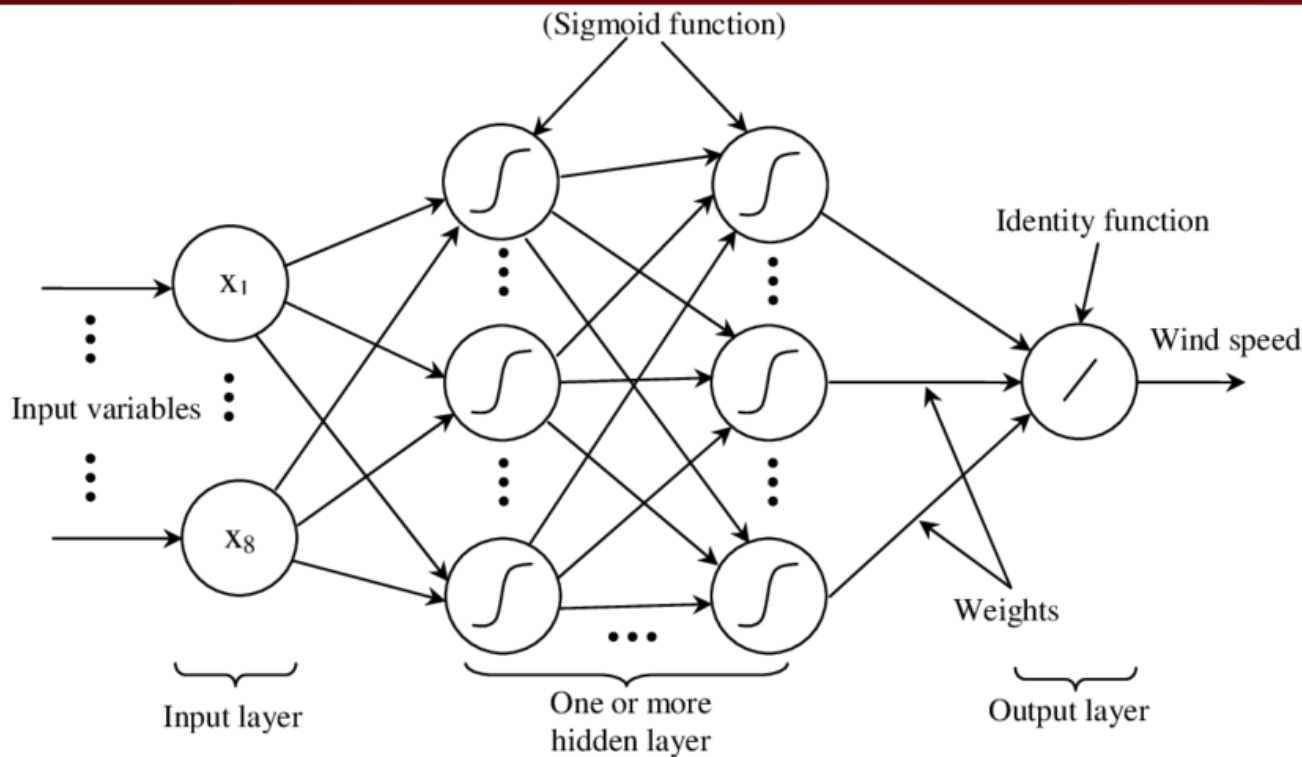 (Sigmoid function)
Identity function
x₁
Wind speed
Input variables
x₈
Weights
Input layer
One or more
hidden layer
Output layer